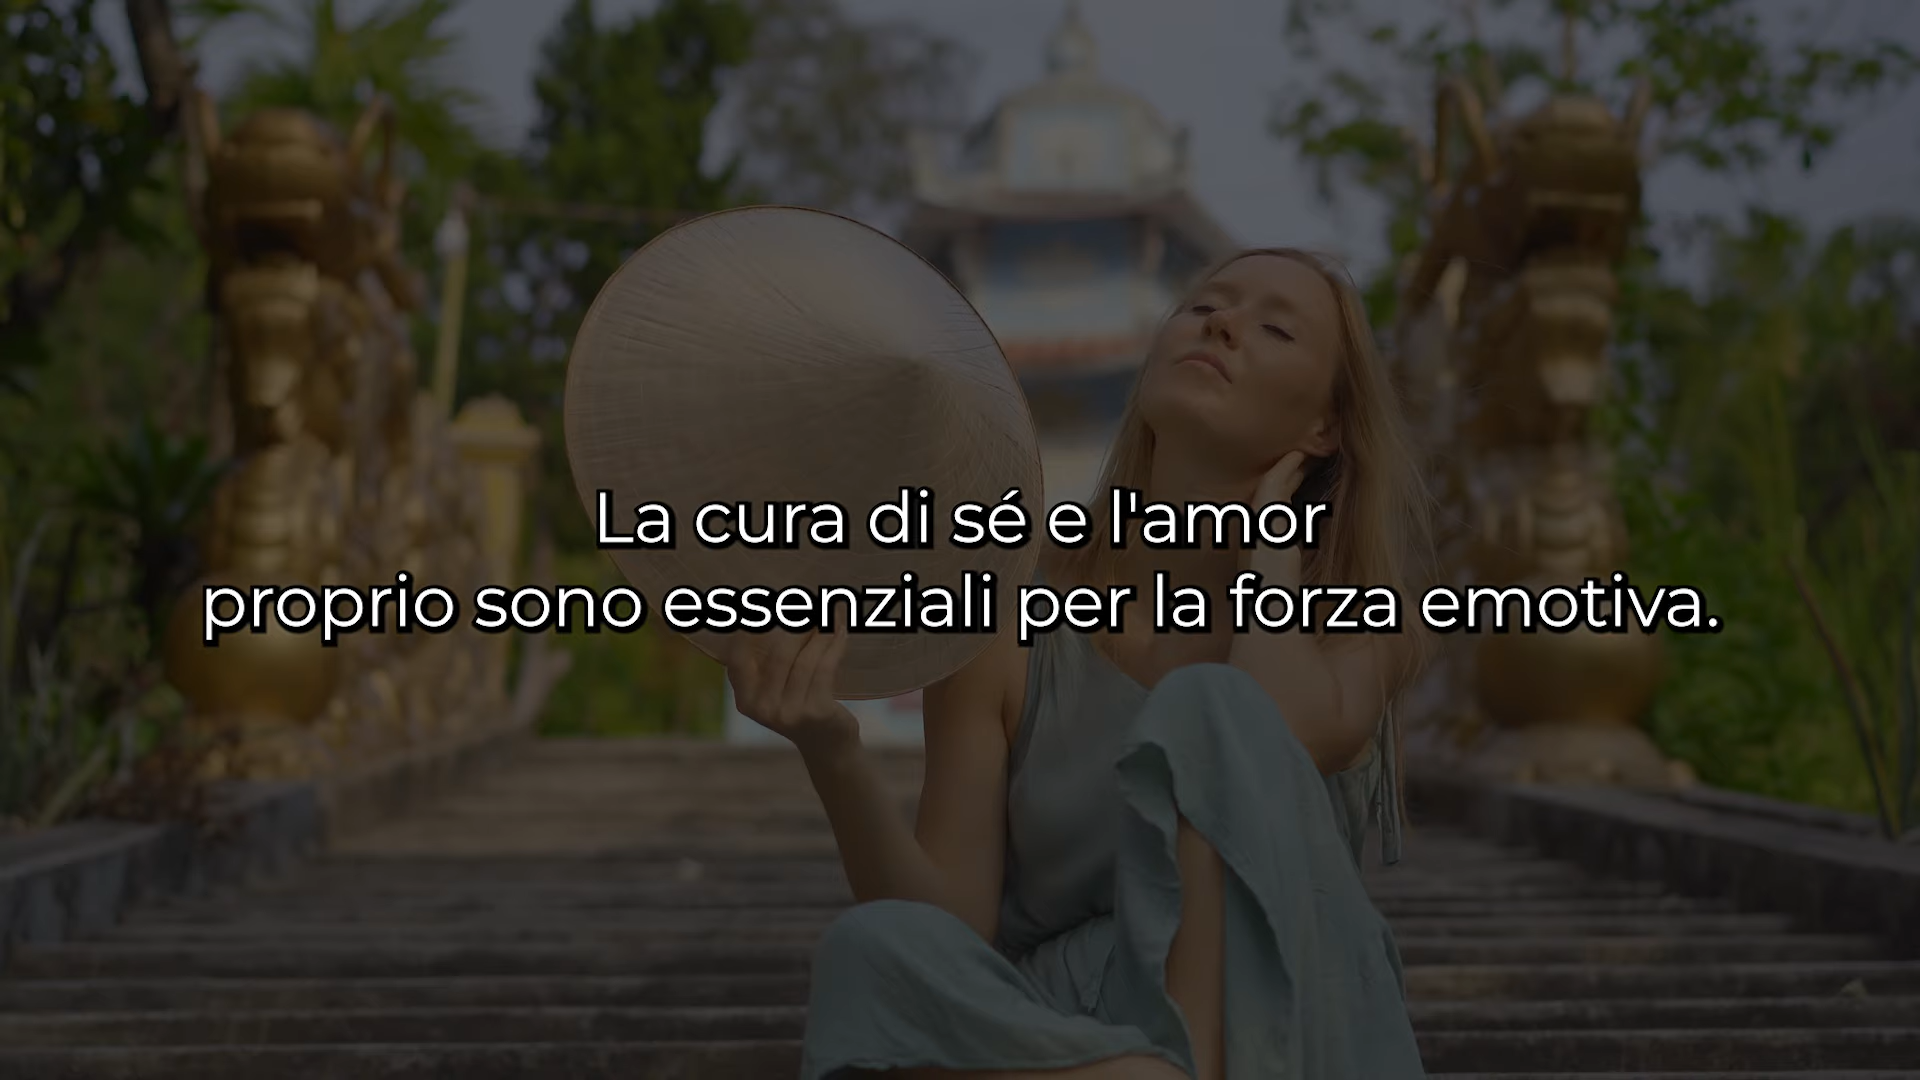 La cura di sé e l'amor
proprio sono essenziali per la forza emotiva.